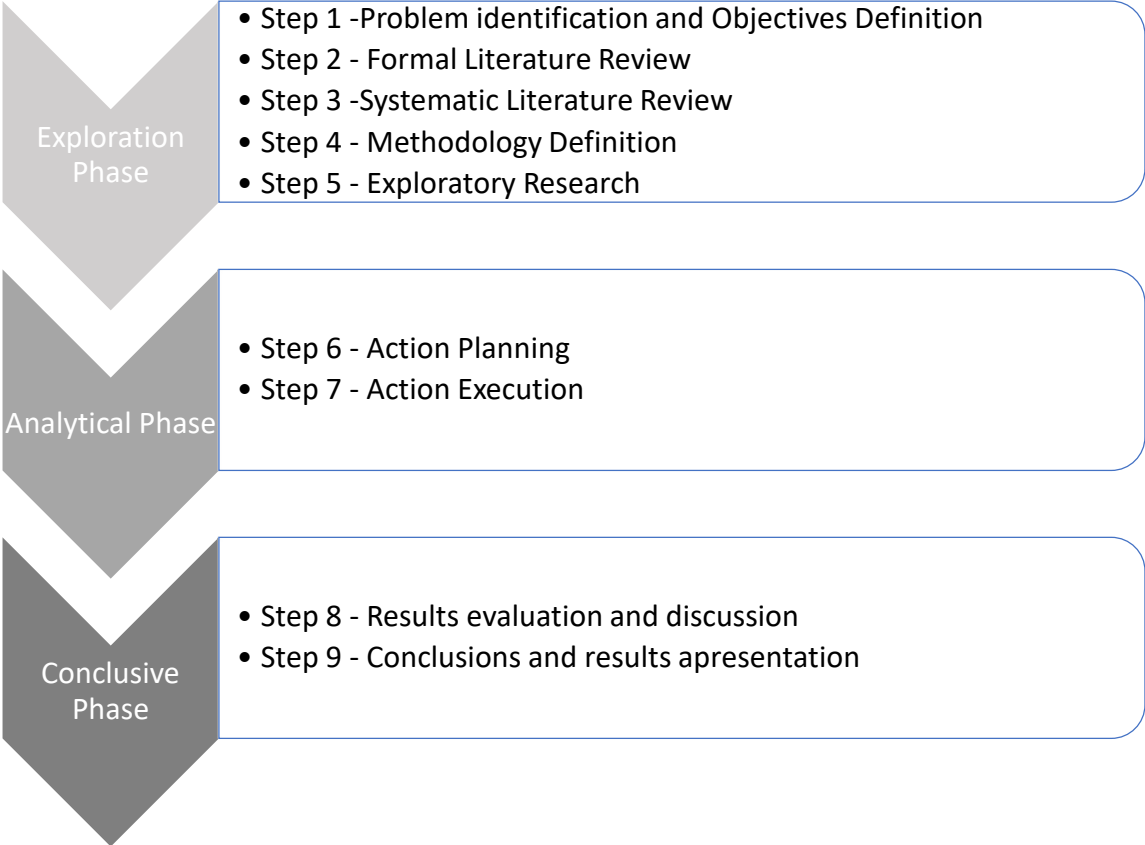 • Step 1 -Problem identification and Objectives Definition
• Step 2 - Formal Literature Review
• Step 3 -Systematic Literature Review
• Step 4 - Methodology Definition
• Step 5 - Exploratory Research
Exploration
Phase
• Step 6 - Action Planning
• Step 7 - Action Execution
Analytical Phase
• Step 8 - Results evaluation and discussion
• Step 9 - Conclusions and results apresentation
Conclusive
Phase